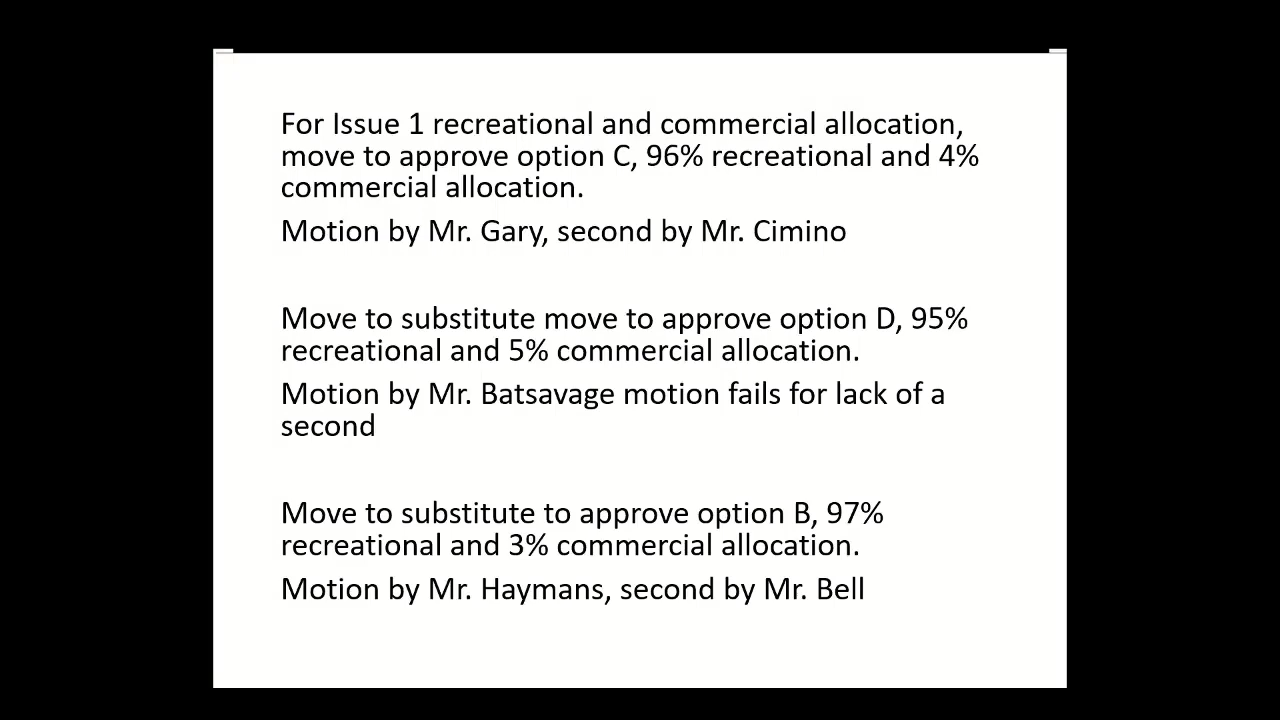 For Issue 1 recreational and commercial allocation,
move to approve option C, 96% recreational and 4%
commercial allocation.
Motion by Mr. Gary, second by Mr. Cimino
Move to substitute move to approve option D, 95%
recreational and 5% commercial allocation.
Motion by Mr. Batsavage motion fails for lack of a
second
Move to substitute to approve option B, 97%
recreational and 3% commercial allocation.
Motion by Mr. Haymans, second by Mr. Bell